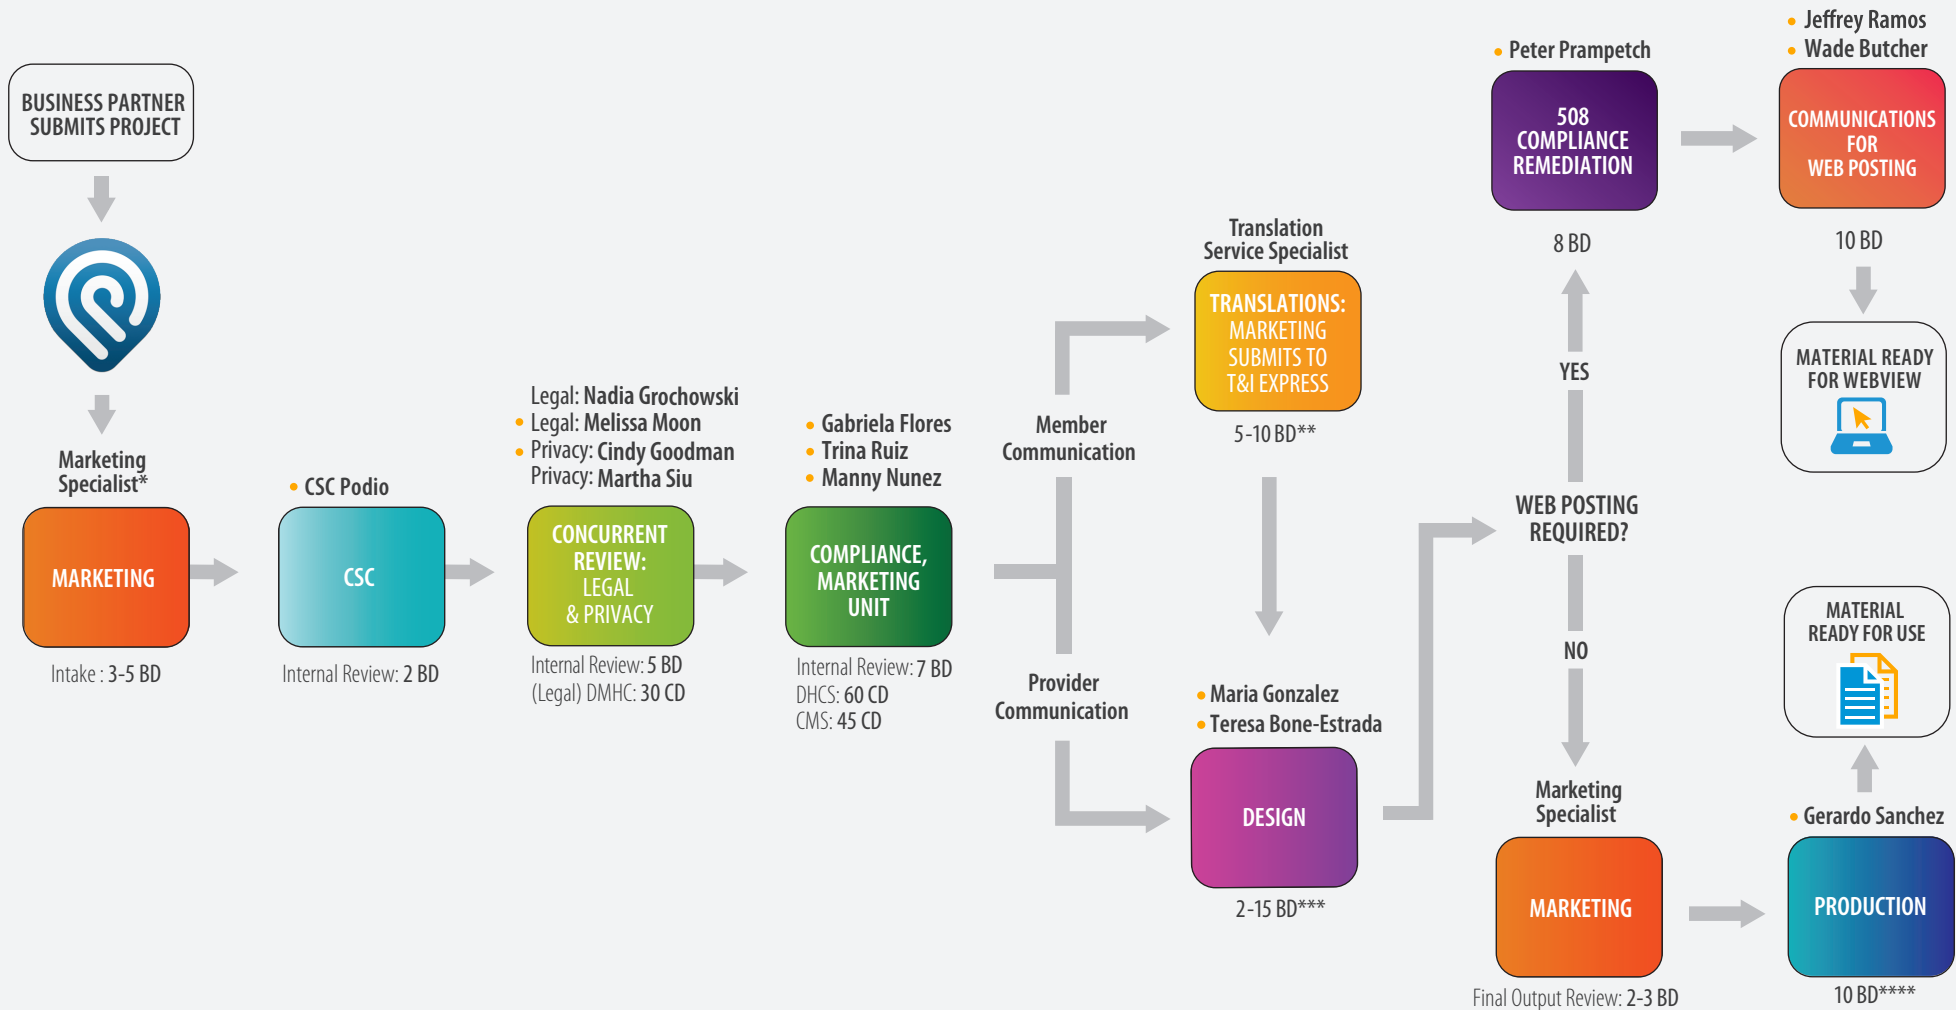 BUSINESS PARTNER
SUBMITS PROJECT
Marketing
Specialist*
MARKETING
Intake : 3-5 BD
• CSC Podio
CSC
Internal Review: 2 BD
Legal: Nadia Grochowski
• Legal: Melissa Moon
• Privacy: Cindy Goodman
Privacy: Martha Siu
CONCURRENT
REVIEW:
LEGAL
& PRIVACY
Internal Review: 5 BD
(Legal) DMHC: 30 CD
• Gabriela Flores
• Trina Ruiz
• Manny Nunez
COMPLIANCE,
MARKETING
UNIT
Internal Review: 7 BD
DHCS: 60 CD
CMS: 45 CD
Member
Communication
Provider
Communication
Translation
Service Specialist
TRANSLATIONS:
MARKETING
SUBMITS TO
T&I EXPRESS
5-10 BD**
• Maria Gonzalez
• Teresa Bone-Estrada
DESIGN
2-15 BD***
WEB POSTING
REQUIRED?
YES
• Peter Prampetch
508
COMPLIANCE
REMEDIATION
8 BD
• Jeffrey Ramos
• Wade Butcher
COMMUNICATIONS
FOR
WEB POSTING
10 BD
MATERIAL READY
FOR WEBVIEW
NO
Marketing
Specialist
MARKETING
Final Output Review: 2-3 BD
• Gerardo Sanchez
PRODUCTION
10 BD****
MATERIAL
READY FOR USE